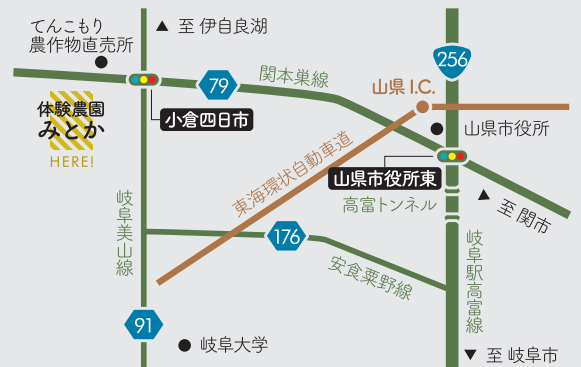 てんこもり
農作物直売所
▲ 至 伊自良湖
256
79
関本巣線
山県 I.C.
体験農園
みとか
HERE!
小倉四日市
山県市役所
東海環状自動車道
山県市役所東
高富トンネル
▲ 至 関市
岐阜美山線
176
安食粟野線
岐阜駅高富線
91
岐阜大学
▼ 至 岐阜市